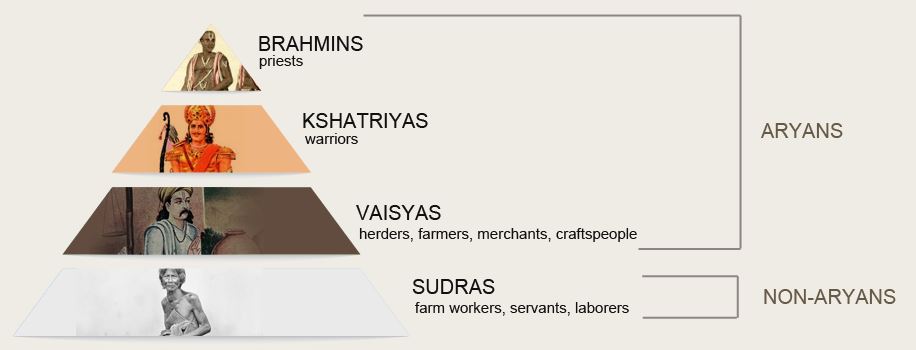 BRAHMINS
priests
KSHATRIYAS
warriors
ARYANS
VAISYAS
herders, farmers, merchants, craftspeople
SUDRAS
farm workers, servants, laborers
NON-ARYANS